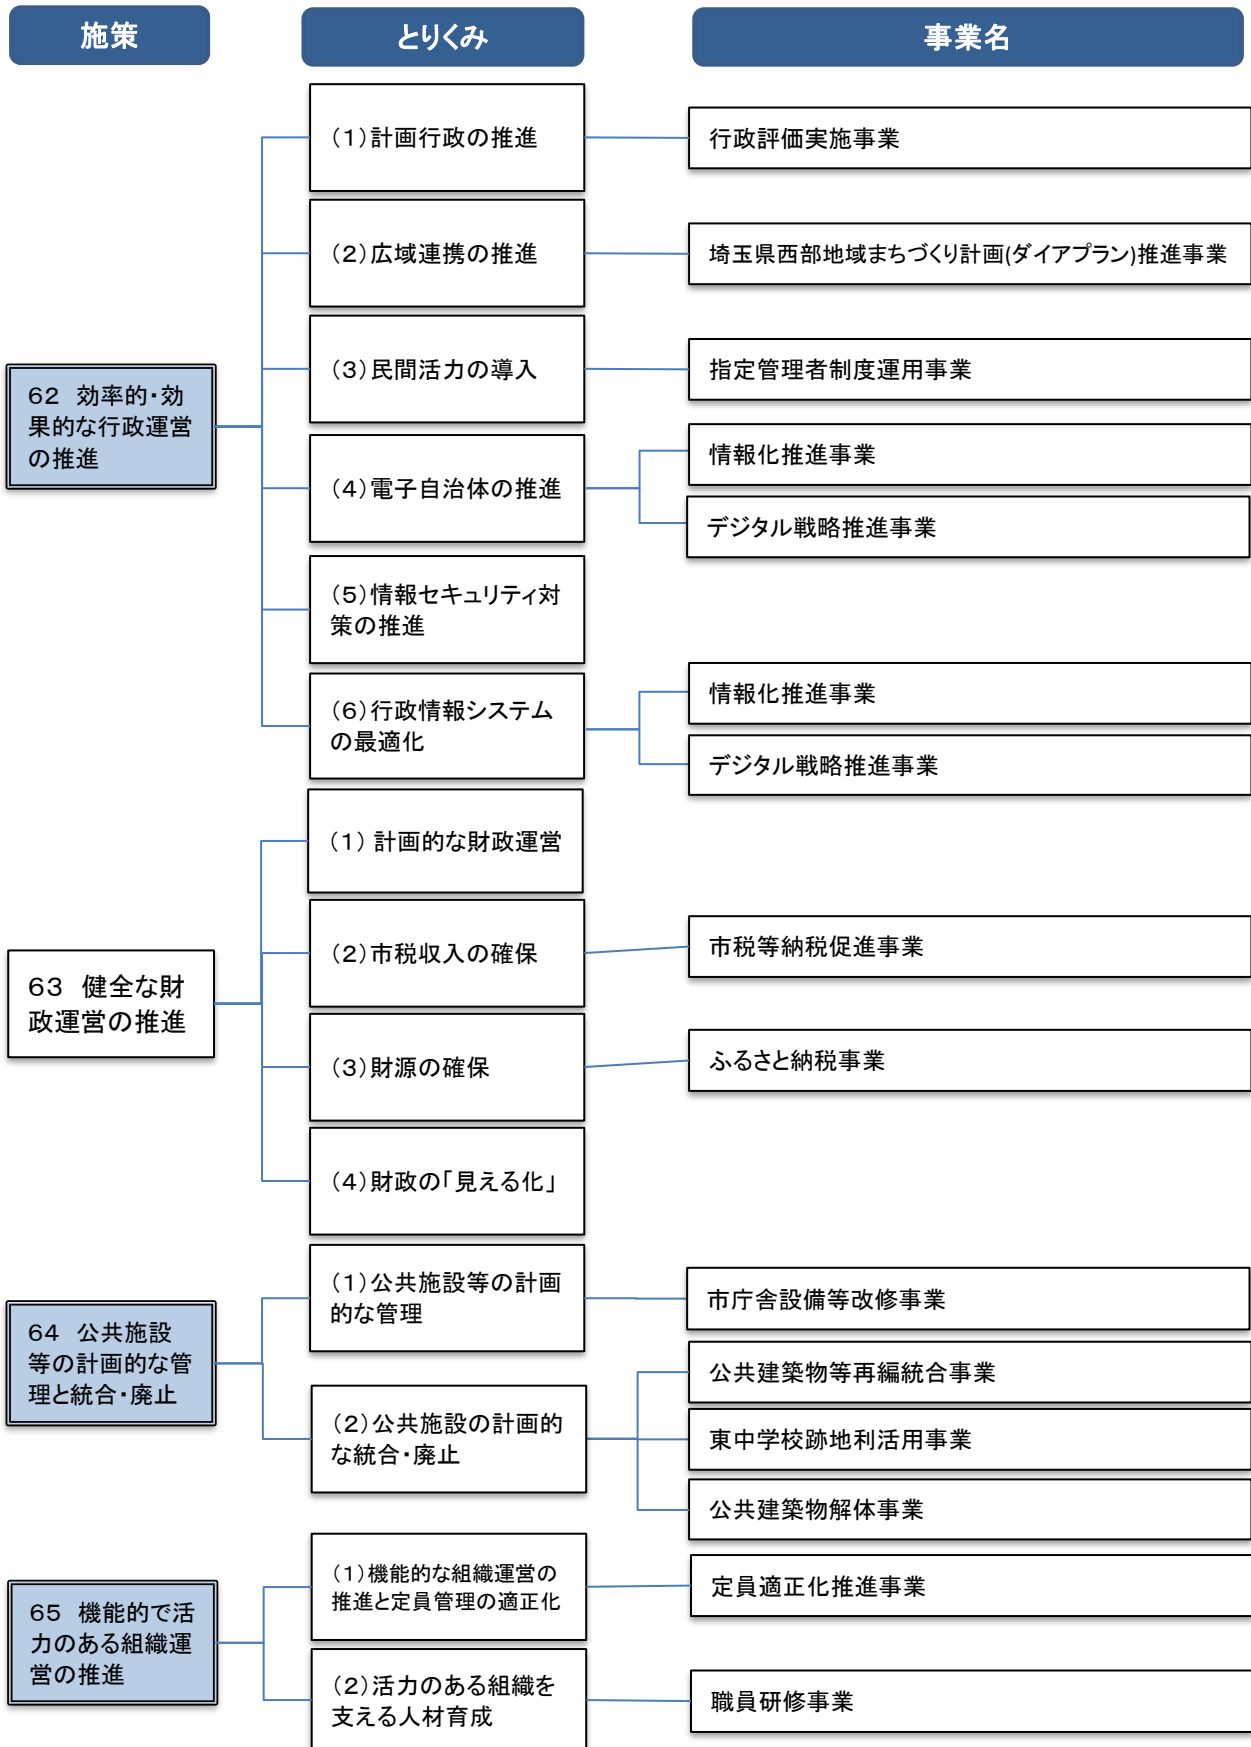 施策
とりくみ
事業名
62　効率的・効
果的な行政運営
の推進
（1）計画行政の推進
行政評価実施事業
（2）広域連携の推進
埼玉県西部地域まちづくり計画(ダイアプラン)推進事業
（3）民間活力の導入
指定管理者制度運用事業
（4）電子自治体の推進
情報化推進事業
デジタル戦略推進事業
（5）情報セキュリティ対
策の推進
（6）行政情報システム
の最適化
情報化推進事業
デジタル戦略推進事業
63　健全な財
政運営の推進
（1）計画的な財政運営
（2）市税収入の確保
市税等納税促進事業
（3）財源の確保
ふるさと納税事業
（4）財政の「見える化」
64　公共施設
等の計画的な管
理と統合・廃止
（1）公共施設等の計画
的な管理
市庁舎設備等改修事業
（2）公共施設の計画的
な統合・廃止
公共建築物等再編統合事業
東中学校跡地利活用事業
公共建築物解体事業
65　機能的で活
力のある組織運
営の推進
（1）機能的な組織運営の
推進と定員管理の適正化
定員適正化推進事業
（2）活力のある組織を
支える人材育成
職員研修事業